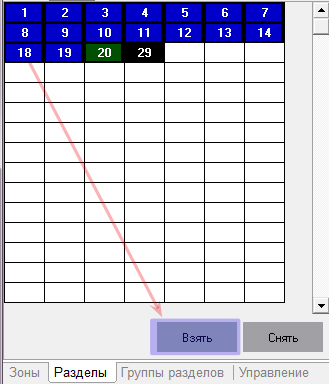 1 2 3 4 5 6 7
8 9 10 11 12 13 14
18 19 20 29
Взять Снять
Зоны Разделы Группы разделов Управление